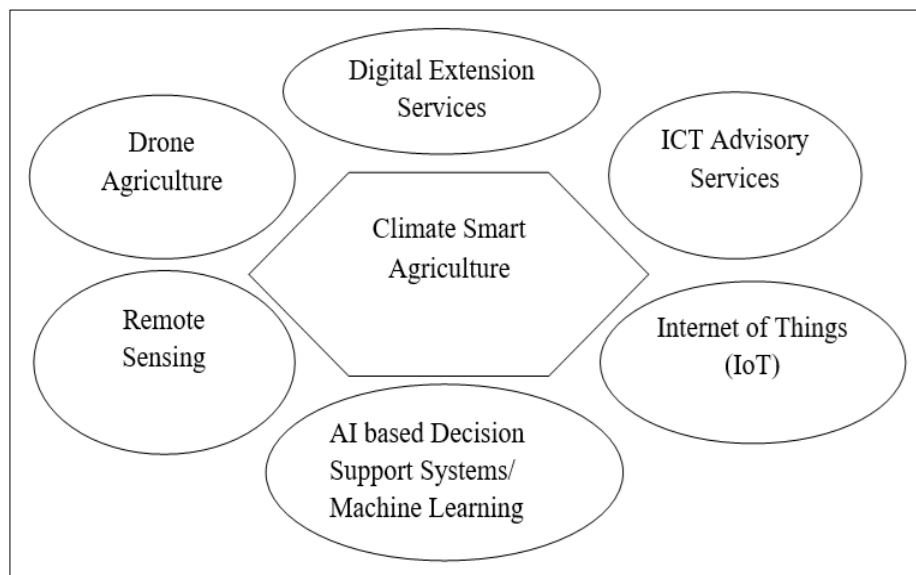 Digital Extension
Services
Drone
Agriculture
ICT Advisory
Services
Climate Smart
Agriculture
Remote
Sensing
Internet of Things
(IoT)
AI based Decision
Support Systems/
Machine Learning